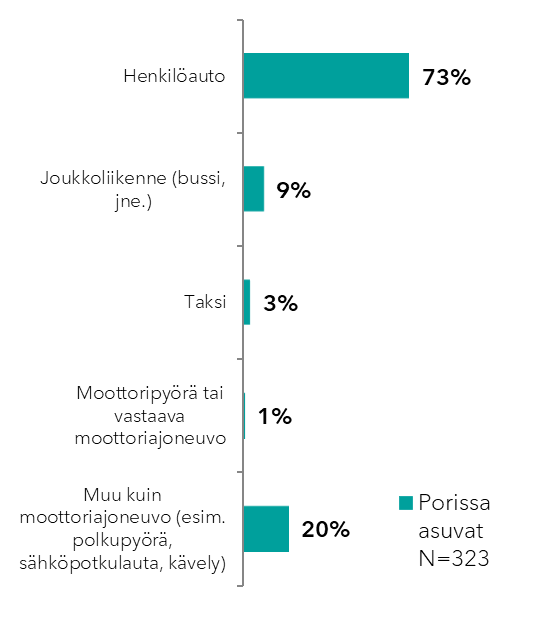 Henkilöauto
73%
Joukkoliikenne (bussi,
jne.)
9%
Taksi
3%
Moottoripyörä tai
vastaava
moottoriajoneuvo
1%
Muu kuin
moottoriajoneuvo (esim.
polkupyörä,
sähköpotkulauta, kävely)
20%
Porissa
asuvat
N=323